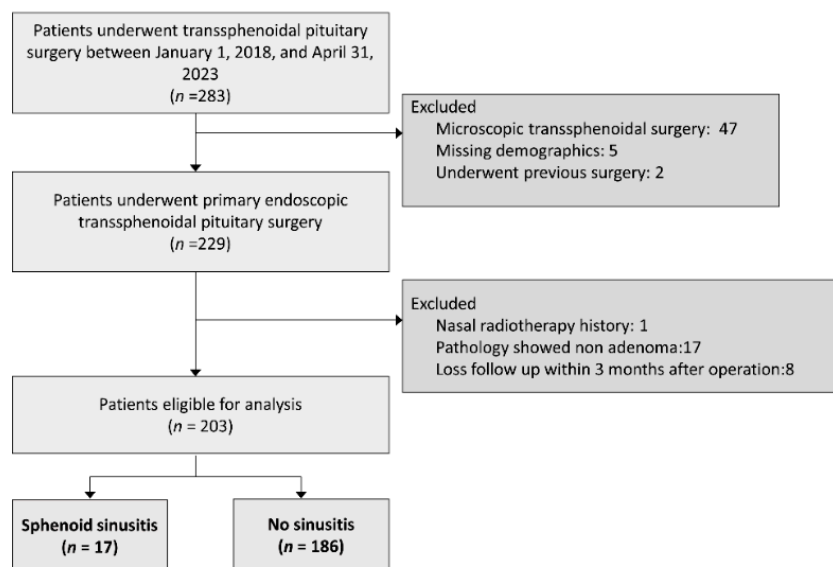 Patients underwent transsphenoidal pituitary
surgery between January 1, 2018, and April 31,
2023
(n =283)
Excluded
Microscopic transsphenoidal surgery: 47
Missing demographics: 5
Underwent previous surgery: 2
Patients underwent primary endoscopic
transsphenoidal pituitary surgery
(n =229)
Excluded
Nasal radiotherapy history: 1
Pathology showed non adenoma:17
Loss follow up within 3 months after operation:8
Patients eligible for analysis
(n = 203)
Sphenoid sinusitis
(n = 17)
No sinusitis
(n = 186)